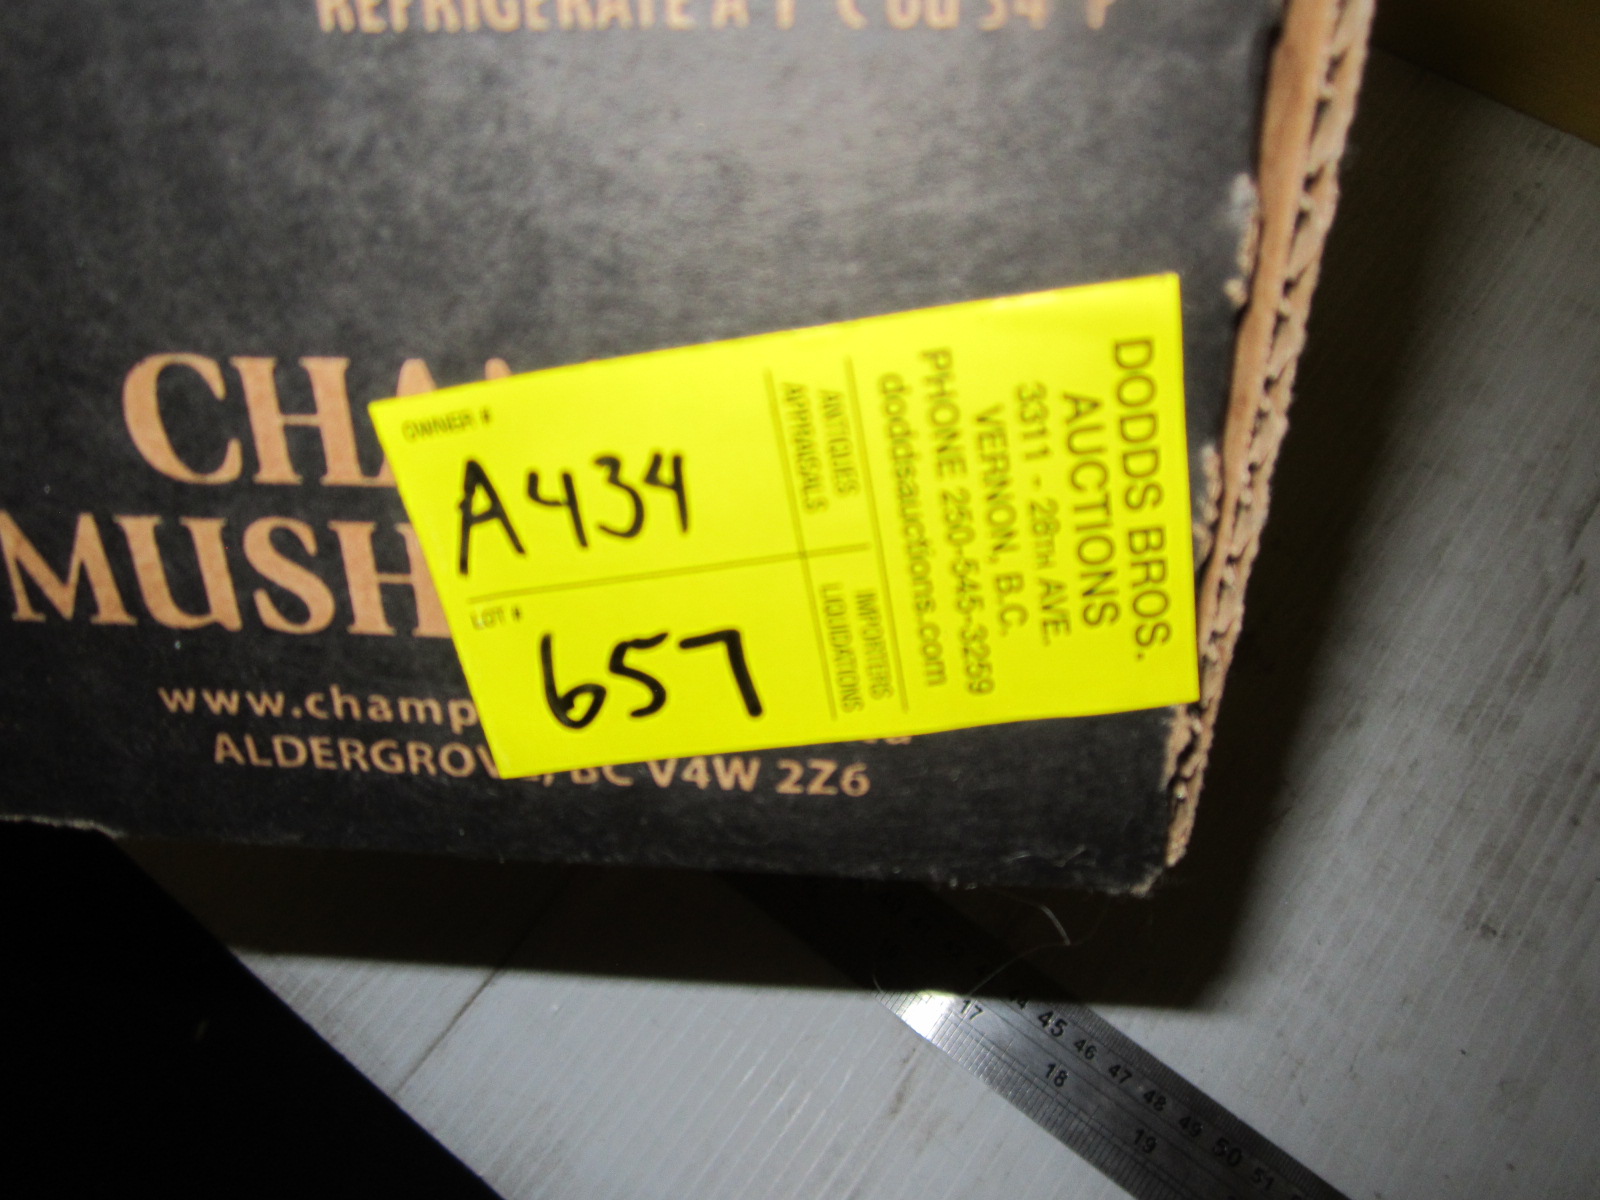 REFRIGERATE A 1° C OU 34° F
CHA
MUSH
www.champ
ALDERGROVE, BC V4W 2Z6
OWNER #
A434
LOT #
657
ANTIQUES
APPRAISALS
IMPORTERS
LIQUIDATIONS
DODDS BROS.
AUCTIONS
3311 - 28TH AVE.
VERNON, B.C.
PHONE 250-545-3259
doddsauctions.com
44 45 46 47 48 49 50 51
17 18 19